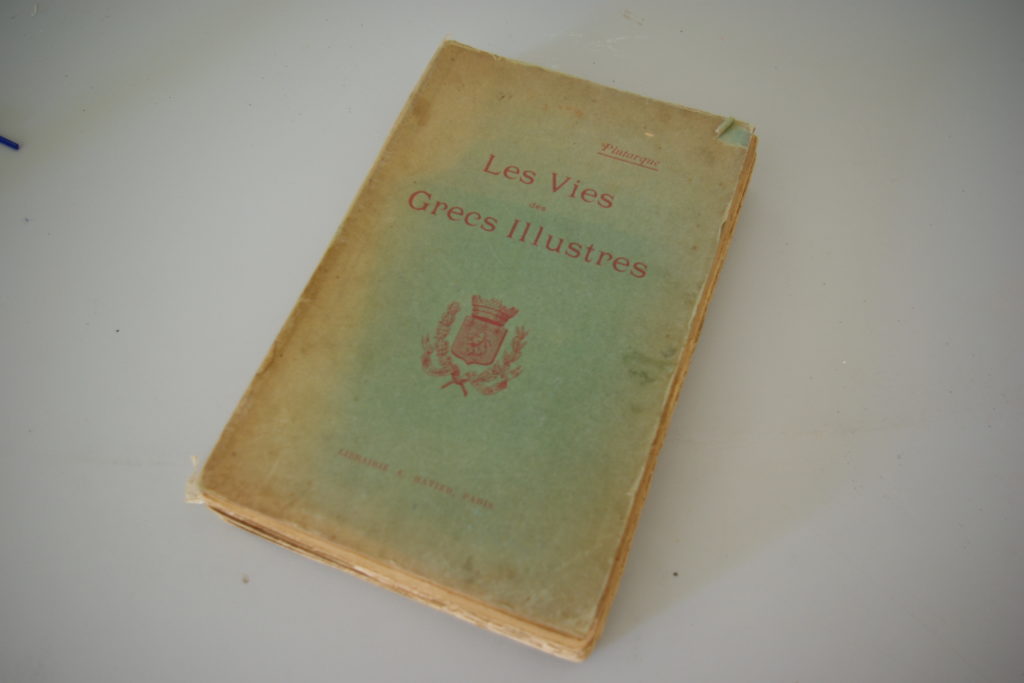 Plutarque
Les Vies
des
Grecs Illustres
LIBRAIRIE A. HATIER, PARIS